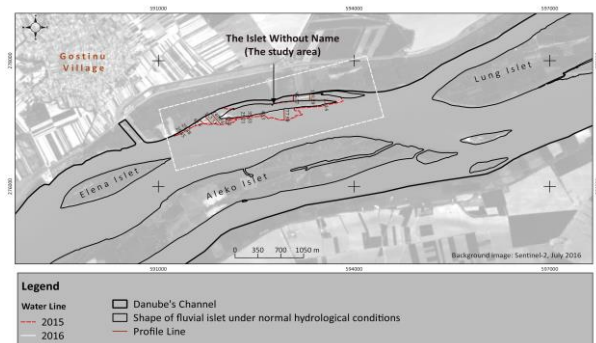 591000
594000
597000
The Islet Without Name
(The study area)
Gostinu
Village
Lung Islet
Elena Islet
Aleko Islet
0 350 700 1050 m
Background image: Sentinel-2, July 2016
591000
594000
597000
Legend
Water Line
2015
2016
Danube's Channel
Shape of fluvial islet under normal hydrological conditions
Profile Line